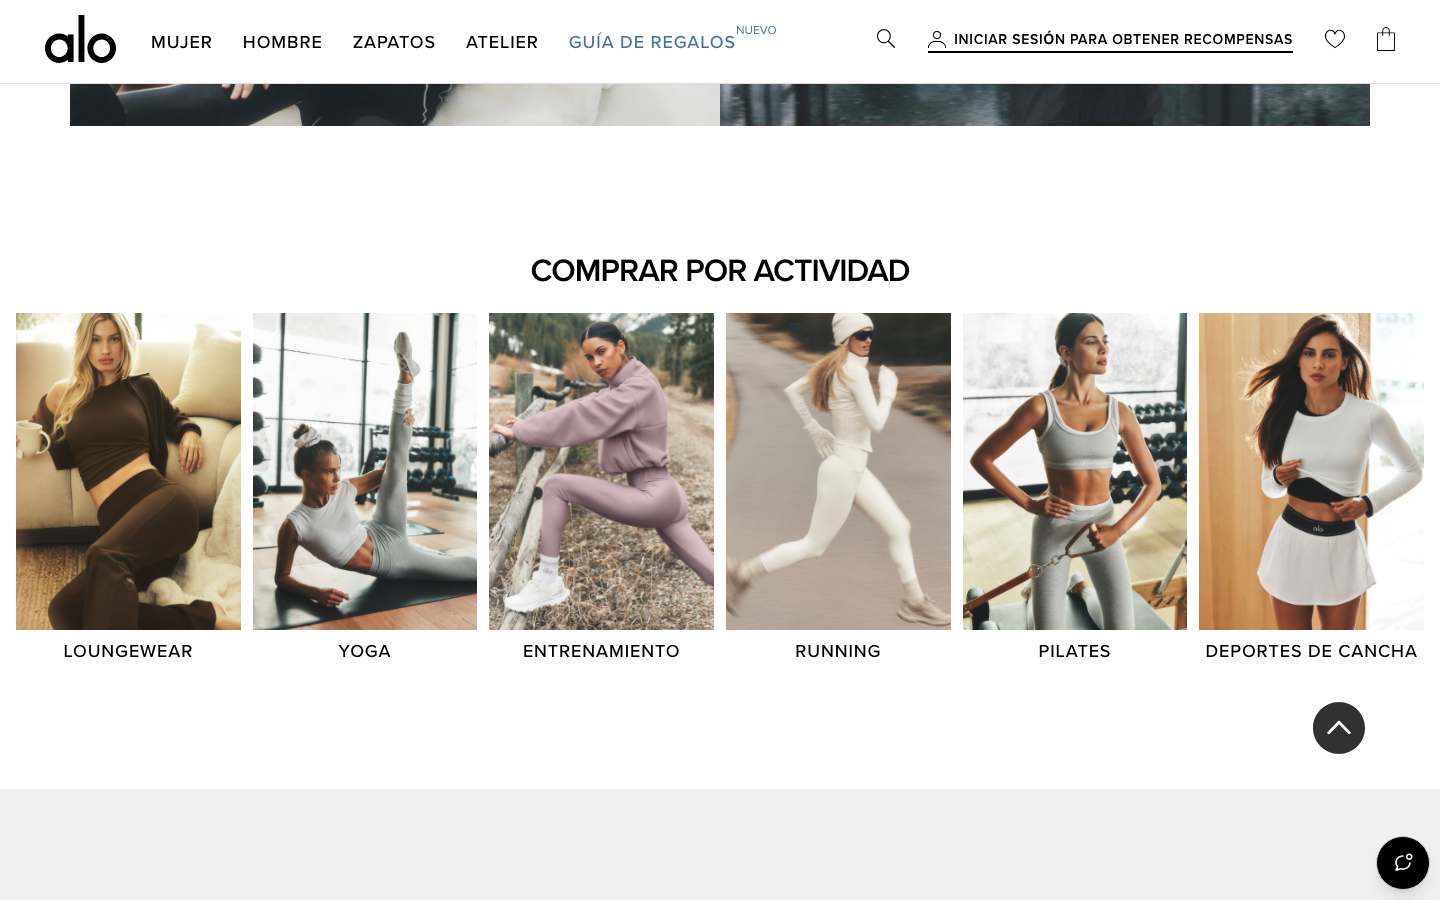 alo
MUJER
HOMBRE
ZAPATOS
ATELIER
GUÍA DE REGALOS NUEVO
INICIAR SESIÓN PARA OBTENER RECOMPENSAS
COMPRAR POR ACTIVIDAD
LOUNGEWEAR
YOGA
ENTRENAMIENTO
RUNNING
PILATES
alo
DEPORTES DE CANCHA